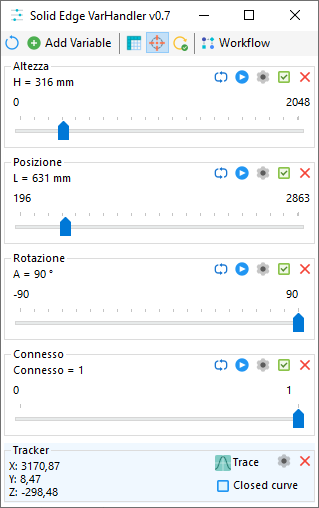 Solid Edge VarHandler v0.7
Add Variable
Workflow
Altezza
H = 316 mm
0 2048
Posizione
L = 631 mm
196 2863
Rotazione
A = 90 °
-90 90
Connesso
Connesso = 1
0 1
Tracker
X: 3170,87
Y: 8,47
Z: -298,48
Trace
Closed curve